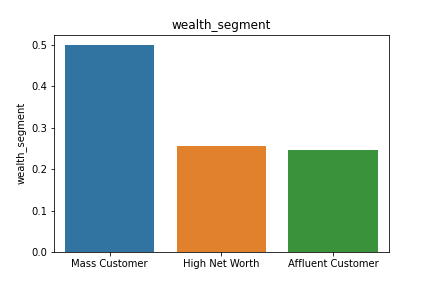 wealth_segment
0.5
0.4
0.3
0.2
0.1
0.0
wealth_segment
Mass Customer
High Net Worth
Affluent Customer